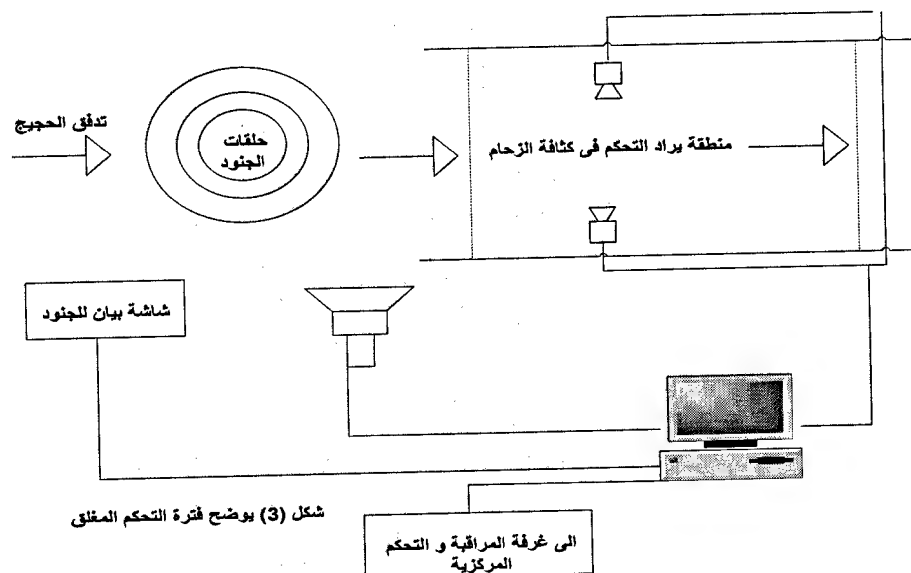 تدفق الحجيج
حلقات
الجنود
منطقة يراد التحكم فى كثافة الزحام
شاشة بيان للجنود
شكل (3) يوضح فترة التحكم المغلق
الى غرفة المراقبة و التحكم
المركزية